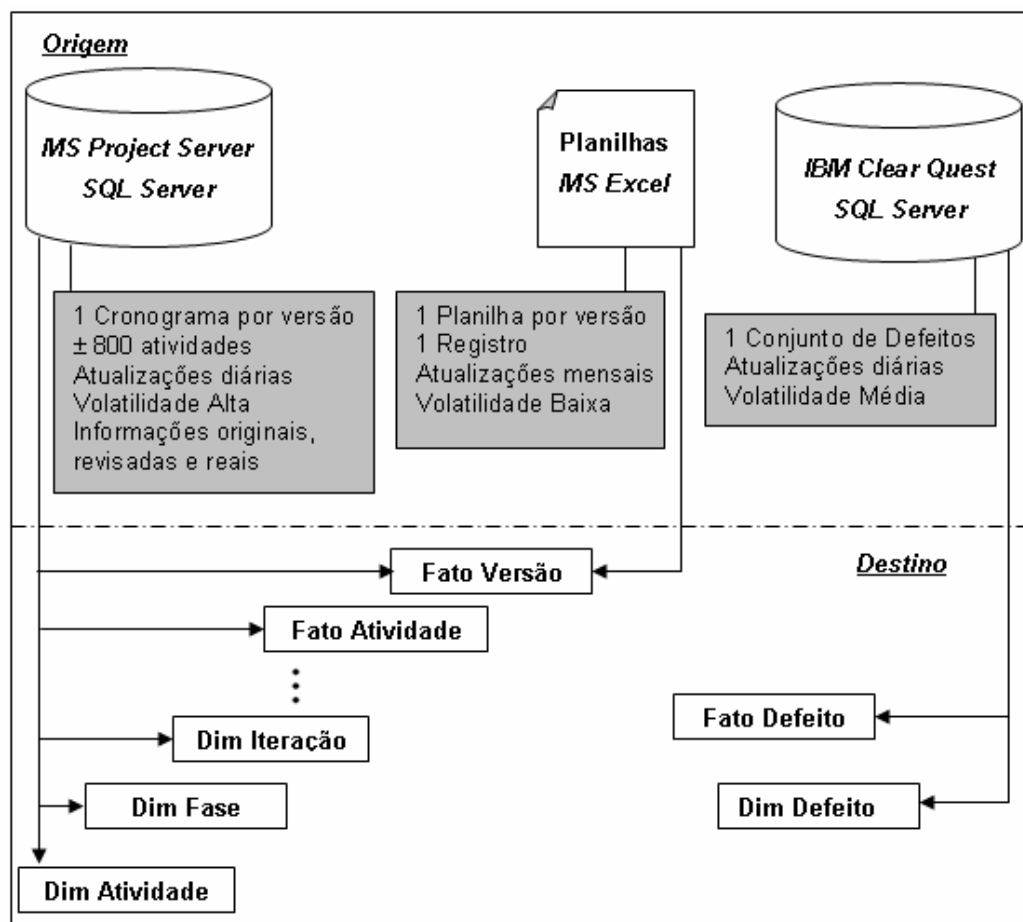 Origem
MS Project Server
SQL Server
Planilhas
MS Excel
IBM Clear Quest
SQL Server
1 Cronograma por versão
± 800 atividades
Atualizações diárias
Volatilidade Alta
Informações originais,
revisadas e reais
1 Planilha por versão
1 Registro
Atualizações mensais
Volatilidade Baixa
1 Conjunto de Defeitos
Atualizações diárias
Volatilidade Média
Destino
Fato Versão
Fato Atividade
Fato Defeito
Dim Iteração
Dim Fase
Dim Defeito
Dim Atividade